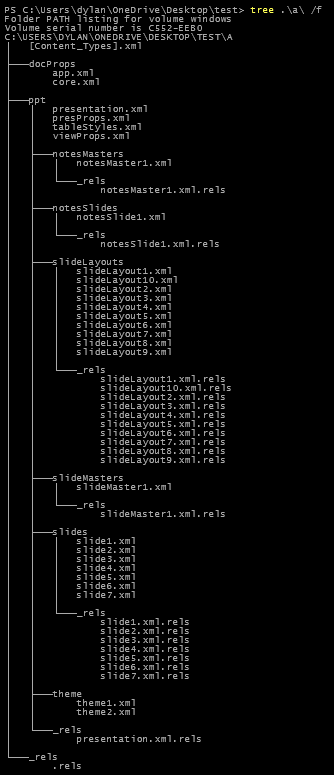 PS C:\Users\dylan\OneDrive\Desktop\test> tree .\a\ /f
Folder PATH listing for volume windows
Volume serial number is C552-EEB0
C:\USERS\DYLAN\ONEDRIVE\DESKTOP\TEST\A
│   [Content_Types].xml
│
├───docProps
│       app.xml
│       core.xml
│
├───ppt
│   │   presentation.xml
│   │   presProps.xml
│   │   tableStyles.xml
│   │   viewProps.xml
│   │
│   ├───notesMasters
│   │   │   notesMaster1.xml
│   │   │
│   │   └───_rels
│   │           notesMaster1.xml.rels
│   │
│   ├───notesSlides
│   │   │   notesSlide1.xml
│   │   │
│   │   └───_rels
│   │           notesSlide1.xml.rels
│   │
│   ├───slideLayouts
│   │   │   slideLayout1.xml
│   │   │   slideLayout10.xml
│   │   │   slideLayout2.xml
│   │   │   slideLayout3.xml
│   │   │   slideLayout4.xml
│   │   │   slideLayout5.xml
│   │   │   slideLayout6.xml
│   │   │   slideLayout7.xml
│   │   │   slideLayout8.xml
│   │   │   slideLayout9.xml
│   │   │
│   │   └───_rels
│   │           slideLayout1.xml.rels
│   │           slideLayout10.xml.rels
│   │           slideLayout2.xml.rels
│   │           slideLayout3.xml.rels
│   │           slideLayout4.xml.rels
│   │           slideLayout5.xml.rels
│   │           slideLayout6.xml.rels
│   │           slideLayout7.xml.rels
│   │           slideLayout8.xml.rels
│   │           slideLayout9.xml.rels
│   │
│   ├───slideMasters
│   │   │   slideMaster1.xml
│   │   │
│   │   └───_rels
│   │           slideMaster1.xml.rels
│   │
│   ├───slides
│   │   │   slide1.xml
│   │   │   slide2.xml
│   │   │   slide3.xml
│   │   │   slide4.xml
│   │   │   slide5.xml
│   │   │   slide6.xml
│   │   │   slide7.xml
│   │   │
│   │   └───_rels
│   │           slide1.xml.rels
│   │           slide2.xml.rels
│   │           slide3.xml.rels
│   │           slide4.xml.rels
│   │           slide5.xml.rels
│   │           slide6.xml.rels
│   │           slide7.xml.rels
│   │
│   ├───theme
│   │       theme1.xml
│   │       theme2.xml
│   │
│   └───_rels
│           presentation.xml.rels
│
└───_rels
        .rels